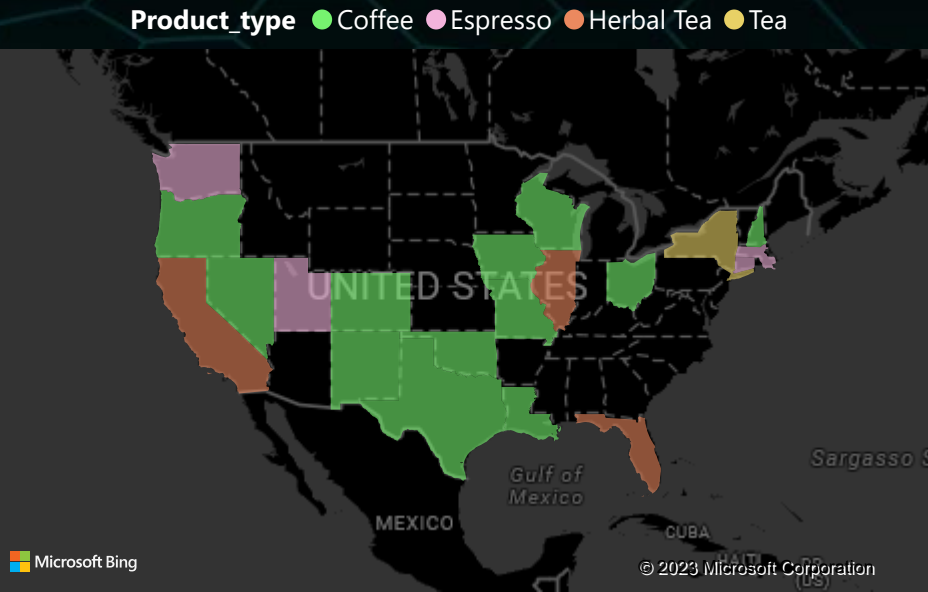 Product_type Coffee Espresso Herbal Tea Tea
UNITED STATES
Sargasso S
Gulf of
Mexico
MEXICO
CUBA
HAITI
(US)
Microsoft Bing
© 2023 Microsoft Corporation